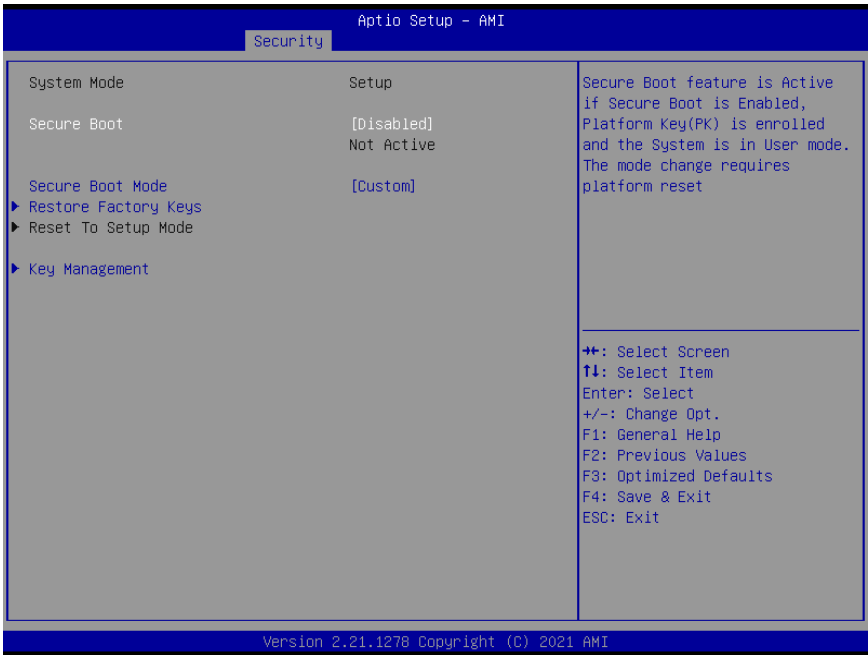 Aptio Setup – AMI
Security
System Mode Setup
Secure Boot [Disabled]
Not Active
Secure Boot Mode [Custom]
Restore Factory Keys
Reset To Setup Mode
Key Management
Secure Boot feature is Active
if Secure Boot is Enabled,
Platform Key(PK) is enrolled
and the System is in User mode.
The mode change requires
platform reset
→←: Select Screen
↑↓: Select Item
Enter: Select
+/-: Change Opt.
F1: General Help
F2: Previous Values
F3: Optimized Defaults
F4: Save & Exit
ESC: Exit
Version 2.21.1278 Copyright (C) 2021 AMI